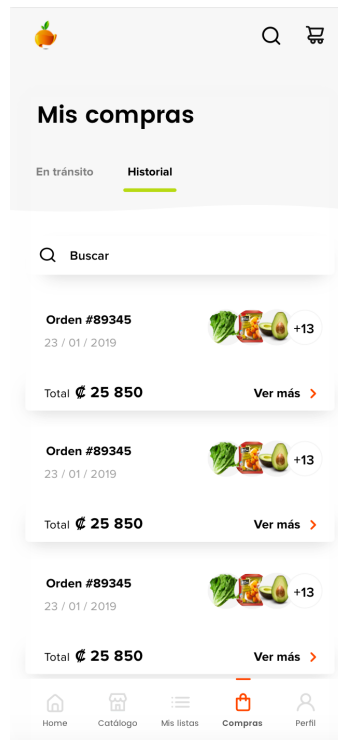 Mis compras
En tránsito Historial
Buscar
Orden #89345
+13
23 / 01 / 2019
Total ₡ 25 850 Ver más
Orden #89345
+13
23 / 01 / 2019
Total ₡ 25 850 Ver más
Orden #89345
+13
23 / 01 / 2019
Total ₡ 25 850 Ver más
Home Catálogo Mis listas Compras Perfil